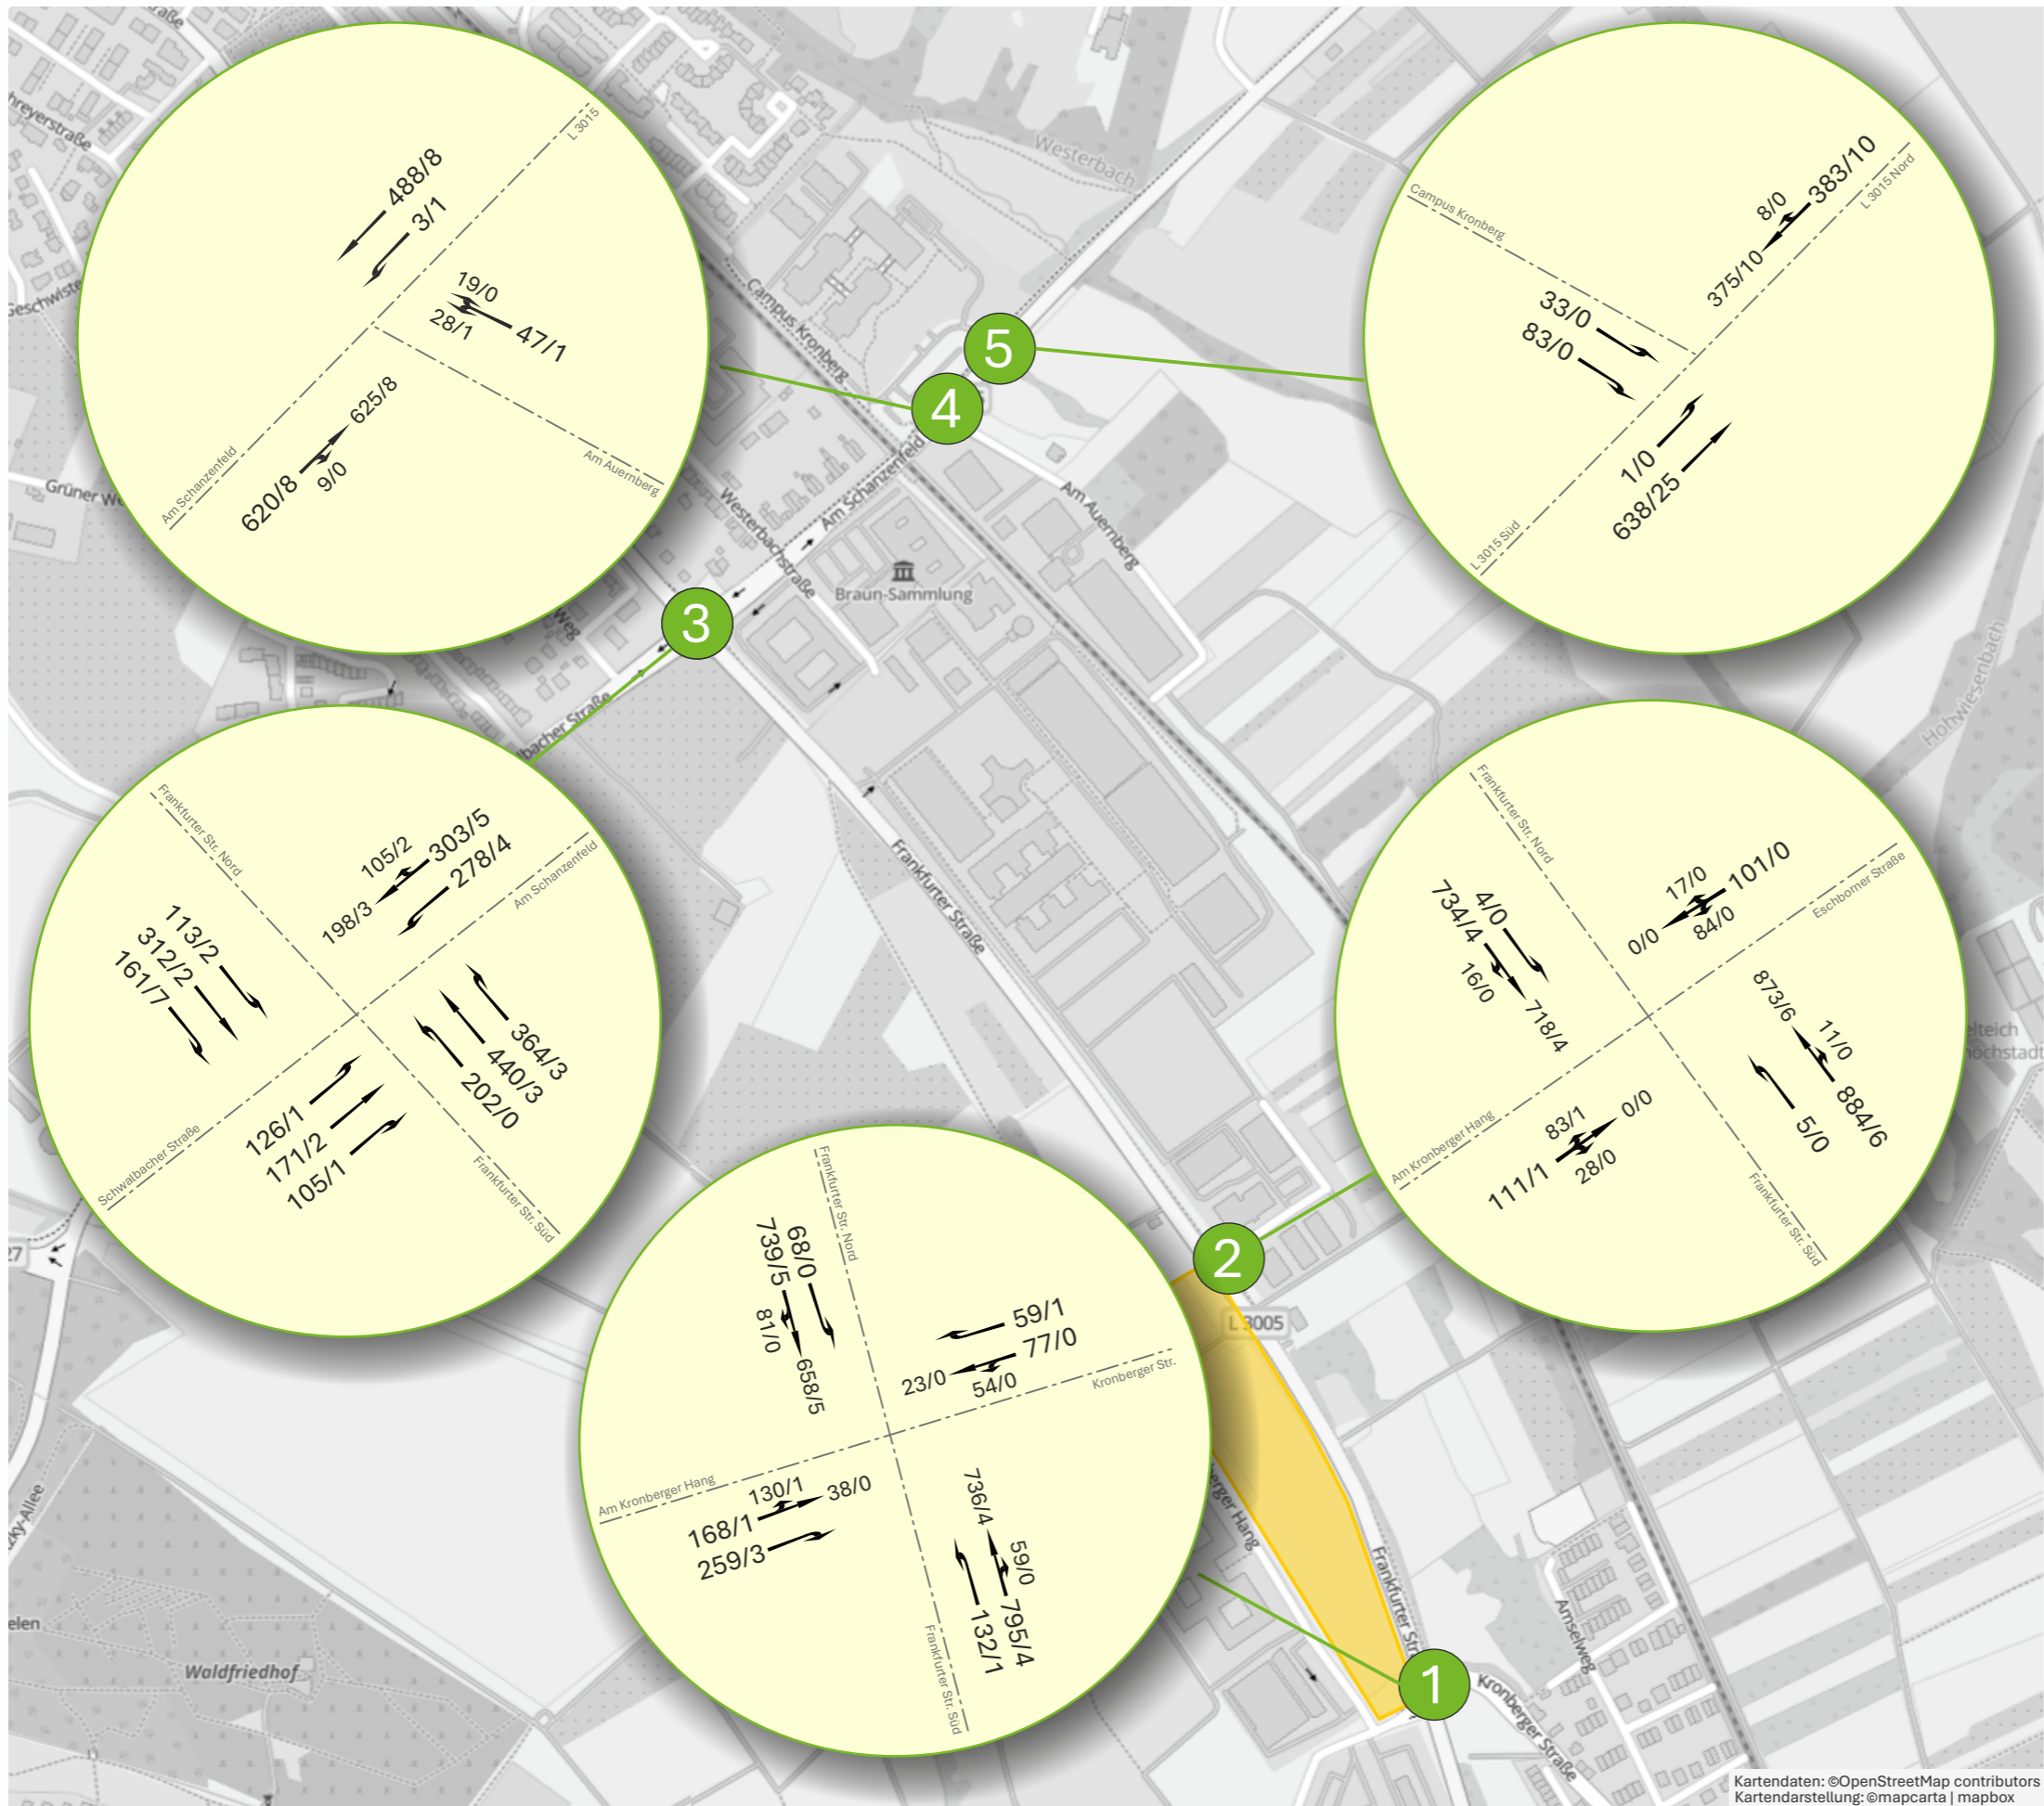 L 3015
488/8
3/1
19/0
28/1
47/1
625/8
620/8
9/0
Am Schanzenfeld
Am Auernberg
Campus Kronberg
L 3015 Nord
8/0
383/10
375/10
33/0
83/0
1/0
638/25
L 3015 Süd
Westerbach
Campus Kronberg
5
4
Am Schanzenfeld
Westerbachstraße
Am Auernberg
Braun-Sammlung
3
Weg
Hohwiesenbach
Frankfurter Straße
Frankfurter Str. Nord
105/2
303/5
278/4
198/3
Am Schanzenfeld
113/2
312/2
161/7
364/3
440/3
202/0
126/1
171/2
105/1
Schwalbacher Straße
Frankfurter Str. Süd
Frankfurter Str. Nord
17/0
101/0
84/0
0/0
Eschborner Straße
4/0
734/4
16/0
718/4
873/6
11/0
884/6
5/0
83/1
0/0
111/1
28/0
Am Kronberger Hang
Frankfurter Str. Süd
2
L 3005
Frankfurter Str. Nord
68/0
739/5
81/0
658/5
59/1
77/0
23/0
54/0
Kronberger Str.
Am Kronberger Hang
130/1
38/0
168/1
259/3
736/4
59/0
795/4
132/1
Frankfurter Str. Süd
1
Amselweg
Kronberger Straße
Waldfriedhof
Kartendaten: ©OpenStreetMap contributors
Kartendarstellung: ©mapcarta | mapbox